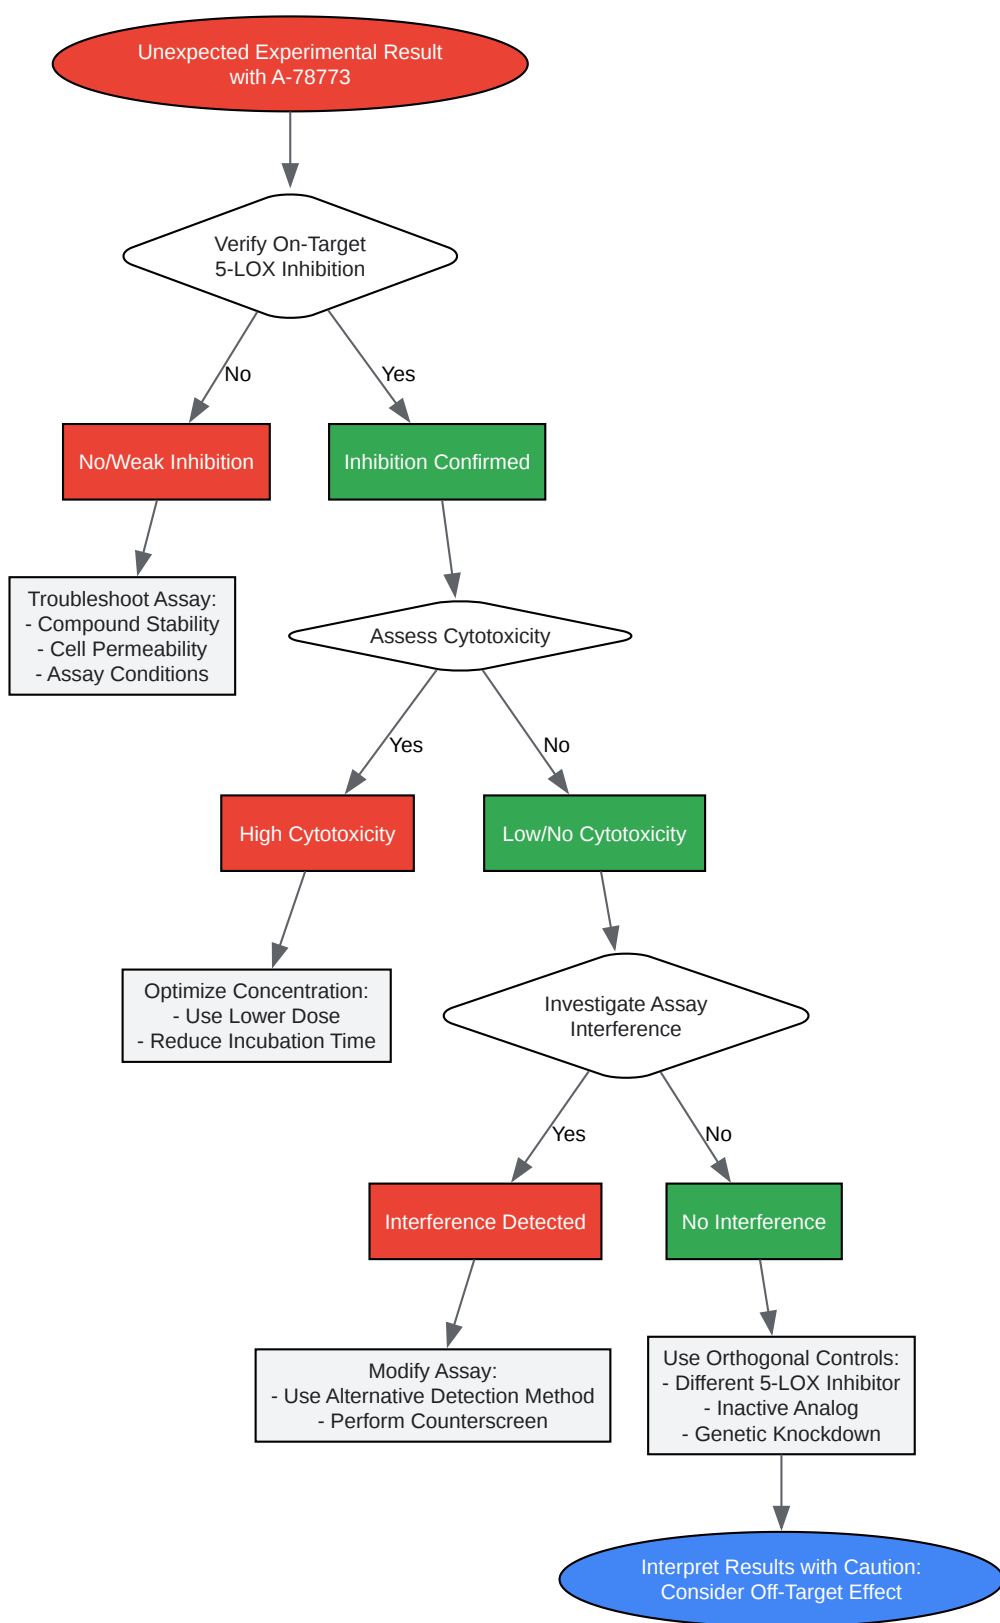 Unexpected Experimental Result
with A-78773
Verify On-Target
5-LOX Inhibition
No
Yes
No/Weak Inhibition
Inhibition Confirmed
Troubleshoot Assay:
- Compound Stability
- Cell Permeability
- Assay Conditions
Assess Cytotoxicity
Yes
No
High Cytotoxicity
Low/No Cytotoxicity
Optimize Concentration:
- Use Lower Dose
- Reduce Incubation Time
Investigate Assay
Interference
Yes
No
Interference Detected
No Interference
Modify Assay:
- Use Alternative Detection Method
- Perform Counterscreen
Use Orthogonal Controls:
- Different 5-LOX Inhibitor
- Inactive Analog
- Genetic Knockdown
Interpret Results with Caution:
Consider Off-Target Effect